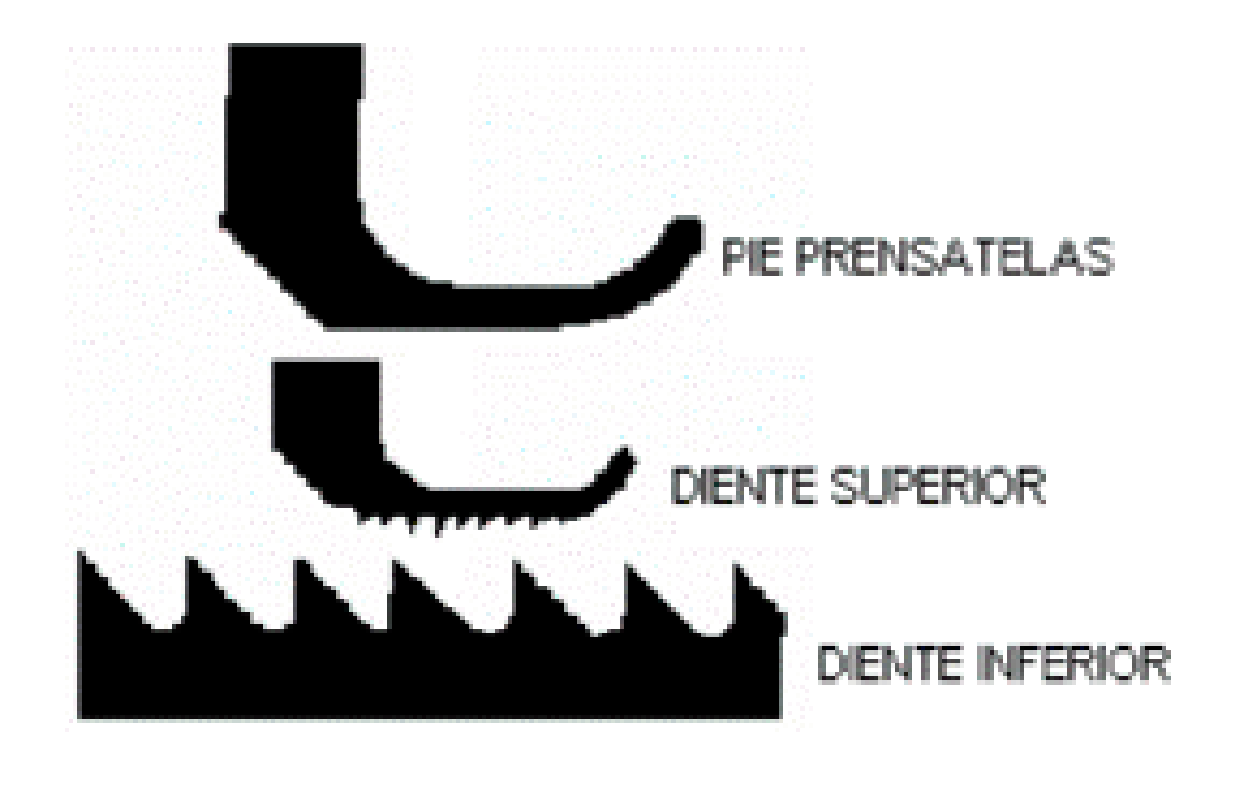 PIE PRENSATELAS
DIENTE SUPERIOR
DIENTE INFERIOR